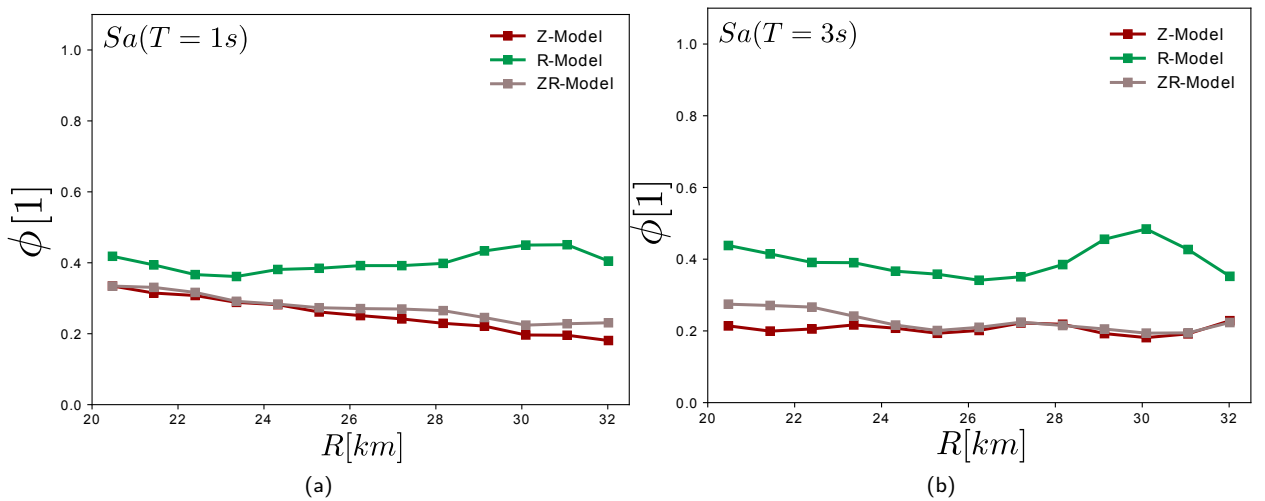 Sa(T = 1s)
Z-Model
R-Model
ZR-Model
1.0
0.8
0.6
0.4
0.2
0.0
ϕ [1]
20 22 24 26 28 30 32
R[km]
(a)
Sa(T = 3s)
Z-Model
R-Model
ZR-Model
1.0
0.8
0.6
0.4
0.2
0.0
ϕ[1]
20 22 24 26 28 30 32
R[km]
(b)